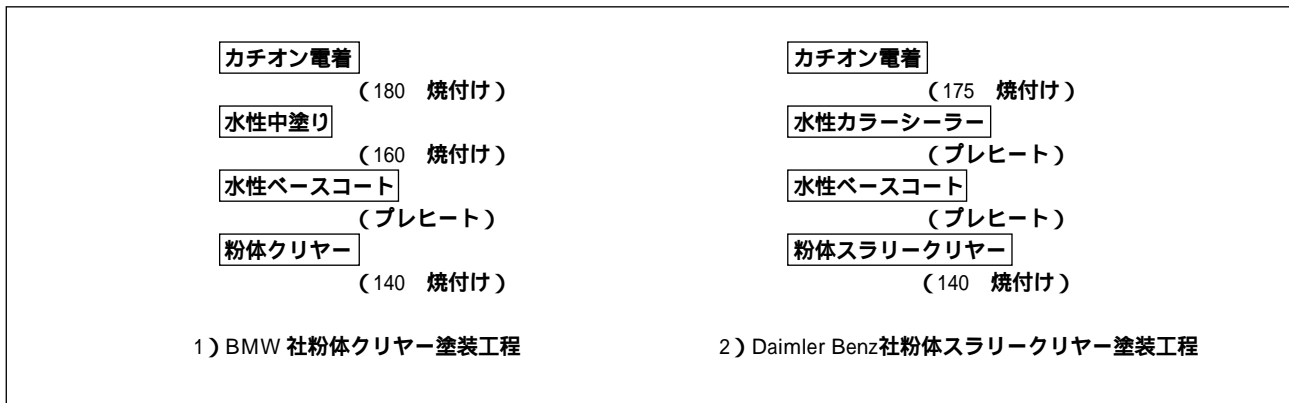 カチオン電着
(180　焼付け)
水性中塗り
(160　焼付け)
水性ベースコート
(プレヒート)
粉体クリヤー
(140　焼付け)
1)BMW 社粉体クリヤー塗装工程
カチオン電着
(175　焼付け)
水性カラーシーラー
(プレヒート)
水性ベースコート
(プレヒート)
粉体スラリークリヤー
(140　焼付け)
2)Daimler Benz社粉体スラリークリヤー塗装工程